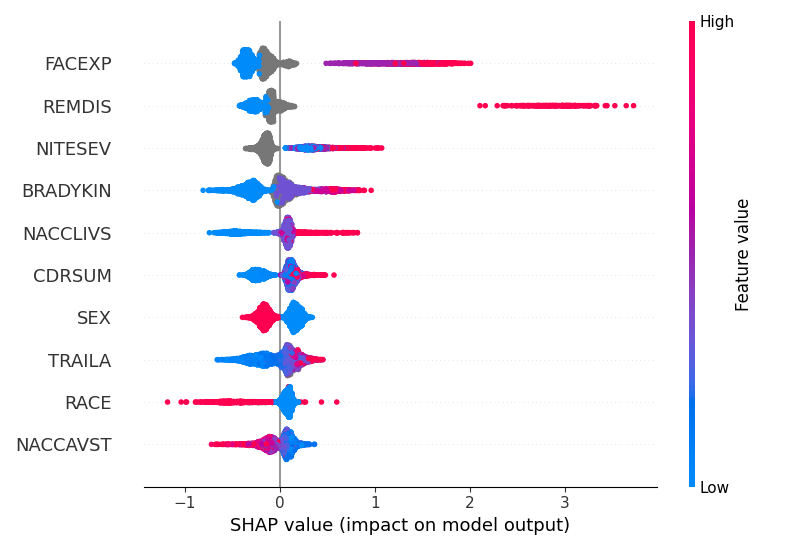 High
FACEXP
REMDIS
NITESEV
BRADYKIN
NACCLIVS
CDRSUM
SEX
TRAILA
RACE
NACCAVST
Feature value
Low
−1 0 1 2 3
SHAP value (impact on model output)